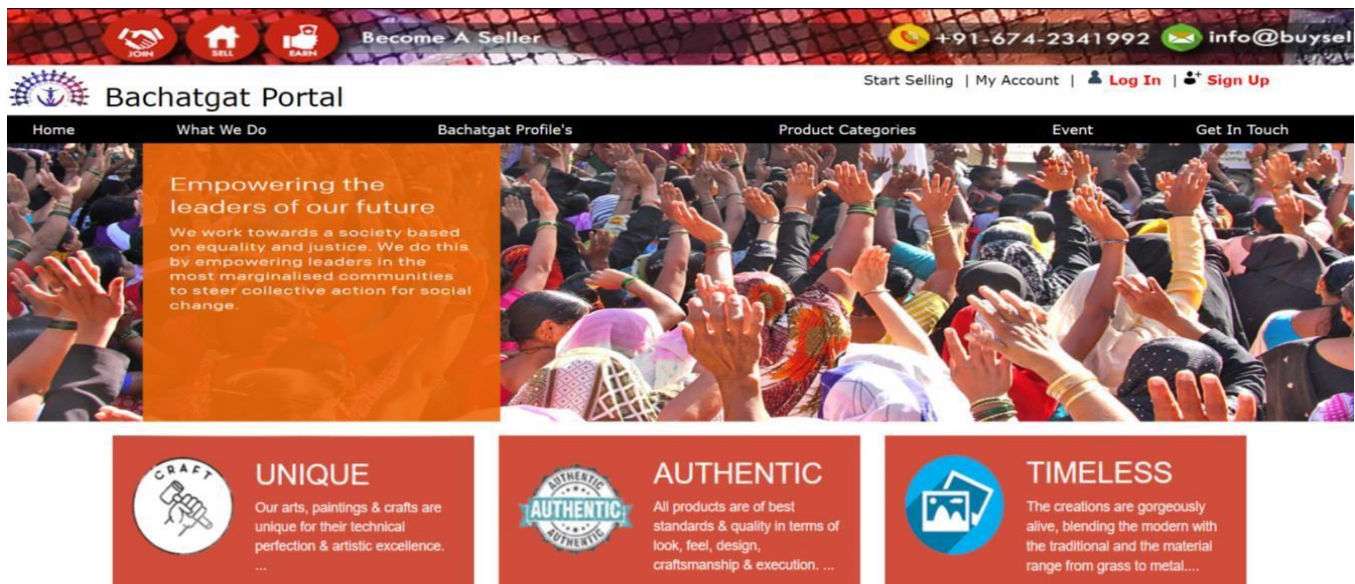 JOIN SELL EARN Become A Seller +91-674-2341992 info@buysel
Start Selling | My Account | Log In | Sign Up
Bachatgat Portal
Home What We Do Bachatgat Profile's Product Categories Event Get In Touch
Empowering the
leaders of our future
We work towards a society based
on equality and justice. We do this
by empowering leaders in the
most marginalised communities
to steer collective action for social
change.
CRAFT
UNIQUE
Our arts, paintings & crafts are
unique for their technical
perfection & artistic excellence.
...
AUTHENTIC
AUTHENTIC
AUTHENTIC
AUTHENTIC
All products are of best
standards & quality in terms of
look, feel, design,
craftsmanship & execution. ...
TIMELESS
The creations are gorgeously
alive, blending the modern with
the traditional and the material
range from grass to metal....